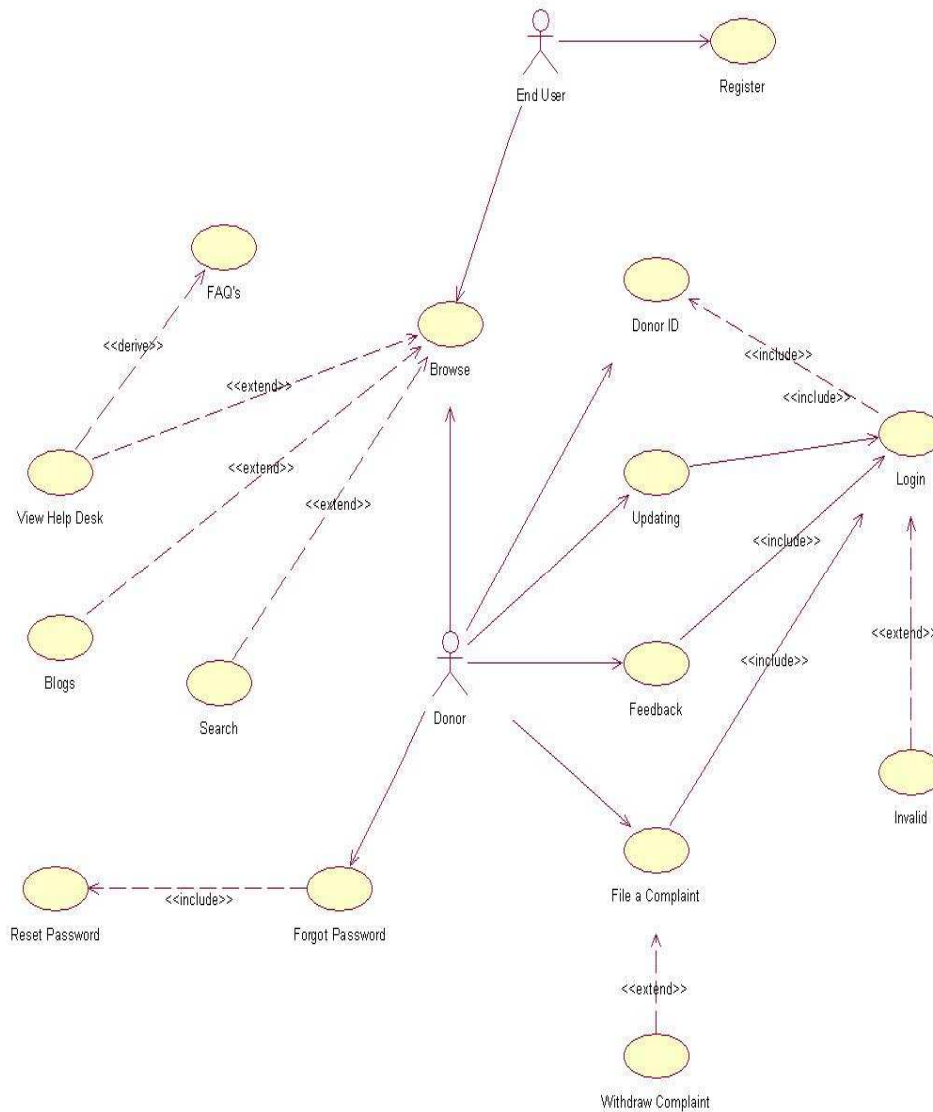 End User
Register
FAQ's
Donor ID
<<derive>>
<<include>>
Browse
<<extend>>
<<include>>
<<extend>>
Login
View Help Desk
Updating
<<extend>>
<<include>>
<<extend>>
<<include>>
Blogs
Feedback
Search
Donor
Invalid
<<include>>
File a Complaint
Reset Password
Forgot Password
<<extend>>
Withdraw Complaint